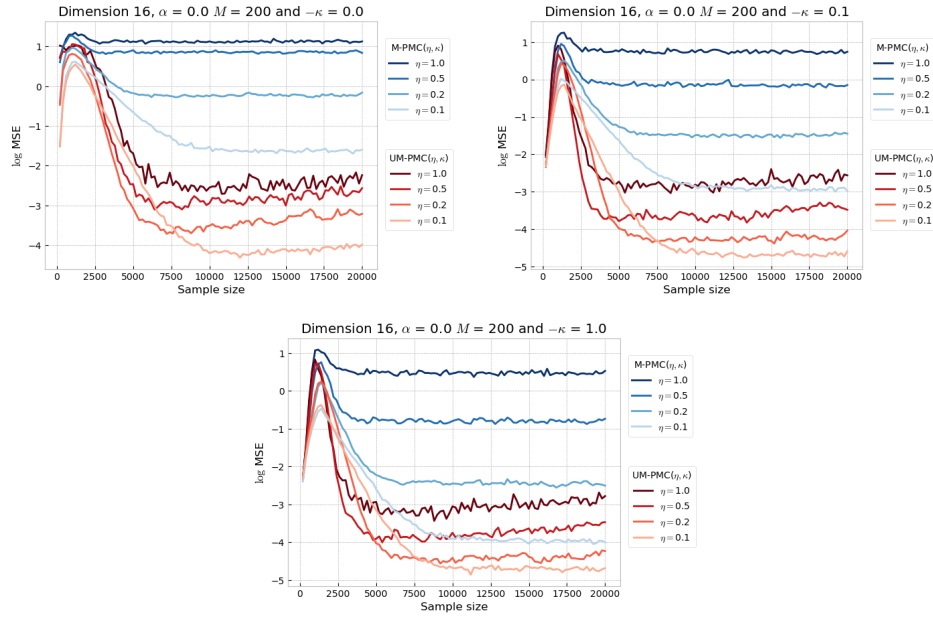 Dimension 16, α = 0.0 M = 200 and −κ = 0.0
log MSE
1
0
−1
−2
−3
−4
0 2500 5000 7500 10000 12500 15000 17500 20000
Sample size
M-PMC(η, κ)
η = 1.0
η = 0.5
η = 0.2
η = 0.1
UM-PMC(η, κ)
η = 1.0
η = 0.5
η = 0.2
η = 0.1
Dimension 16, α = 0.0 M = 200 and −κ = 0.1
log MSE
1
0
−1
−2
−3
−4
−5
0 2500 5000 7500 10000 12500 15000 17500 20000
Sample size
M-PMC(η, κ)
η = 1.0
η = 0.5
η = 0.2
η = 0.1
UM-PMC(η, κ)
η = 1.0
η = 0.5
η = 0.2
η = 0.1
Dimension 16, α = 0.0 M = 200 and −κ = 1.0
log MSE
1
0
−1
−2
−3
−4
−5
0 2500 5000 7500 10000 12500 15000 17500 20000
Sample size
M-PMC(η, κ)
η = 1.0
η = 0.5
η = 0.2
η = 0.1
UM-PMC(η, κ)
η = 1.0
η = 0.5
η = 0.2
η = 0.1